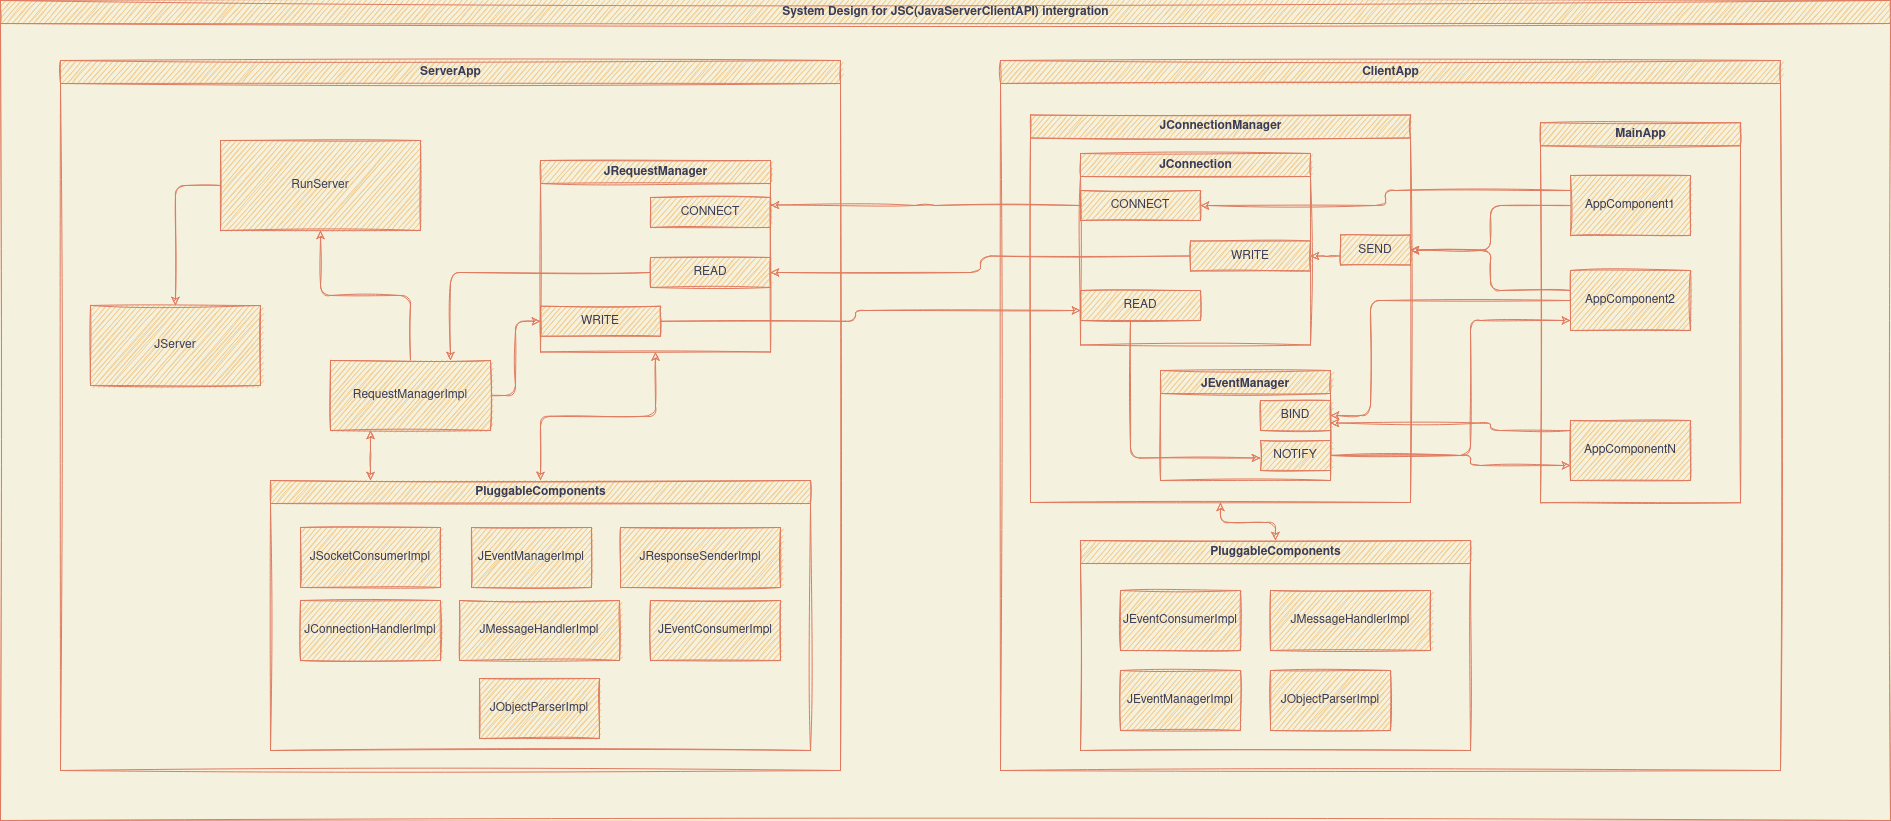 System Design for JSC(JavaServerClientAPI) intergration
ServerApp
RunServer
JServer
RequestManagerImpl
JRequestManager
CONNECT
READ
WRITE
PluggableComponents
JSocketConsumerImpl
JEventManagerImpl
JResponseSenderImpl
JConnectionHandlerImpl
JMessageHandlerImpl
JEventConsumerImpl
JObjectParserImpl
ClientApp
JConnectionManager
JConnection
CONNECT
WRITE
READ
SEND
JEventManager
BIND
NOTIFY
MainApp
AppComponent1
AppComponent2
AppComponentN
PluggableComponents
JEventConsumerImpl
JMessageHandlerImpl
JEventManagerImpl
JObjectParserImpl